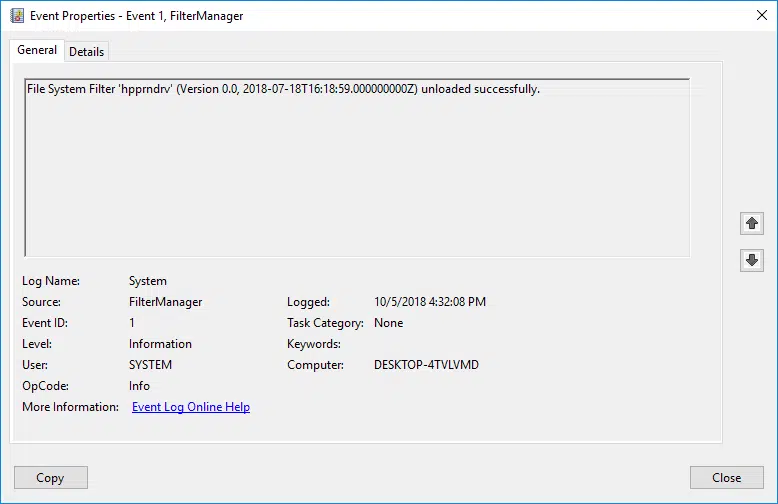 Event Properties - Event 1, FilterManager
General Details
File System Filter 'hpprndrv' (Version 0.0, 2018-07-18T16:18:59.000000000Z) unloaded successfully.
Log Name: System
Source: FilterManager Logged: 10/5/2018 4:32:08 PM
Event ID: 1 Task Category: None
Level: Information Keywords:
User: SYSTEM Computer: DESKTOP-4TVLVMD
OpCode: Info
More Information: Event Log Online Help
Copy Close